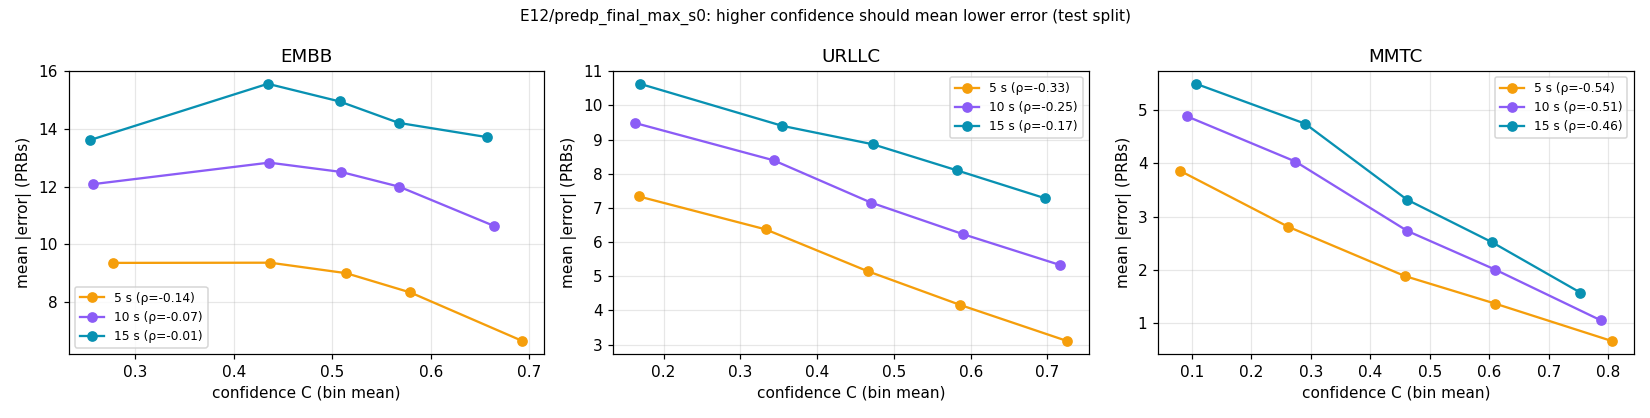 E12/predp_final_max_s0: higher confidence should mean lower error (test split)
EMBB
mean |error| (PRBs)
16
14
12
10
8
5 s (ρ=-0.14)
10 s (ρ=-0.07)
15 s (ρ=-0.01)
0.3 0.4 0.5 0.6 0.7
confidence C (bin mean)
URLLC
mean |error| (PRBs)
11
10
9
8
7
6
5
4
3
5 s (ρ=-0.33)
10 s (ρ=-0.25)
15 s (ρ=-0.17)
0.2 0.3 0.4 0.5 0.6 0.7
confidence C (bin mean)
MMTC
mean |error| (PRBs)
5
4
3
2
1
5 s (ρ=-0.54)
10 s (ρ=-0.51)
15 s (ρ=-0.46)
0.1 0.2 0.3 0.4 0.5 0.6 0.7 0.8
confidence C (bin mean)